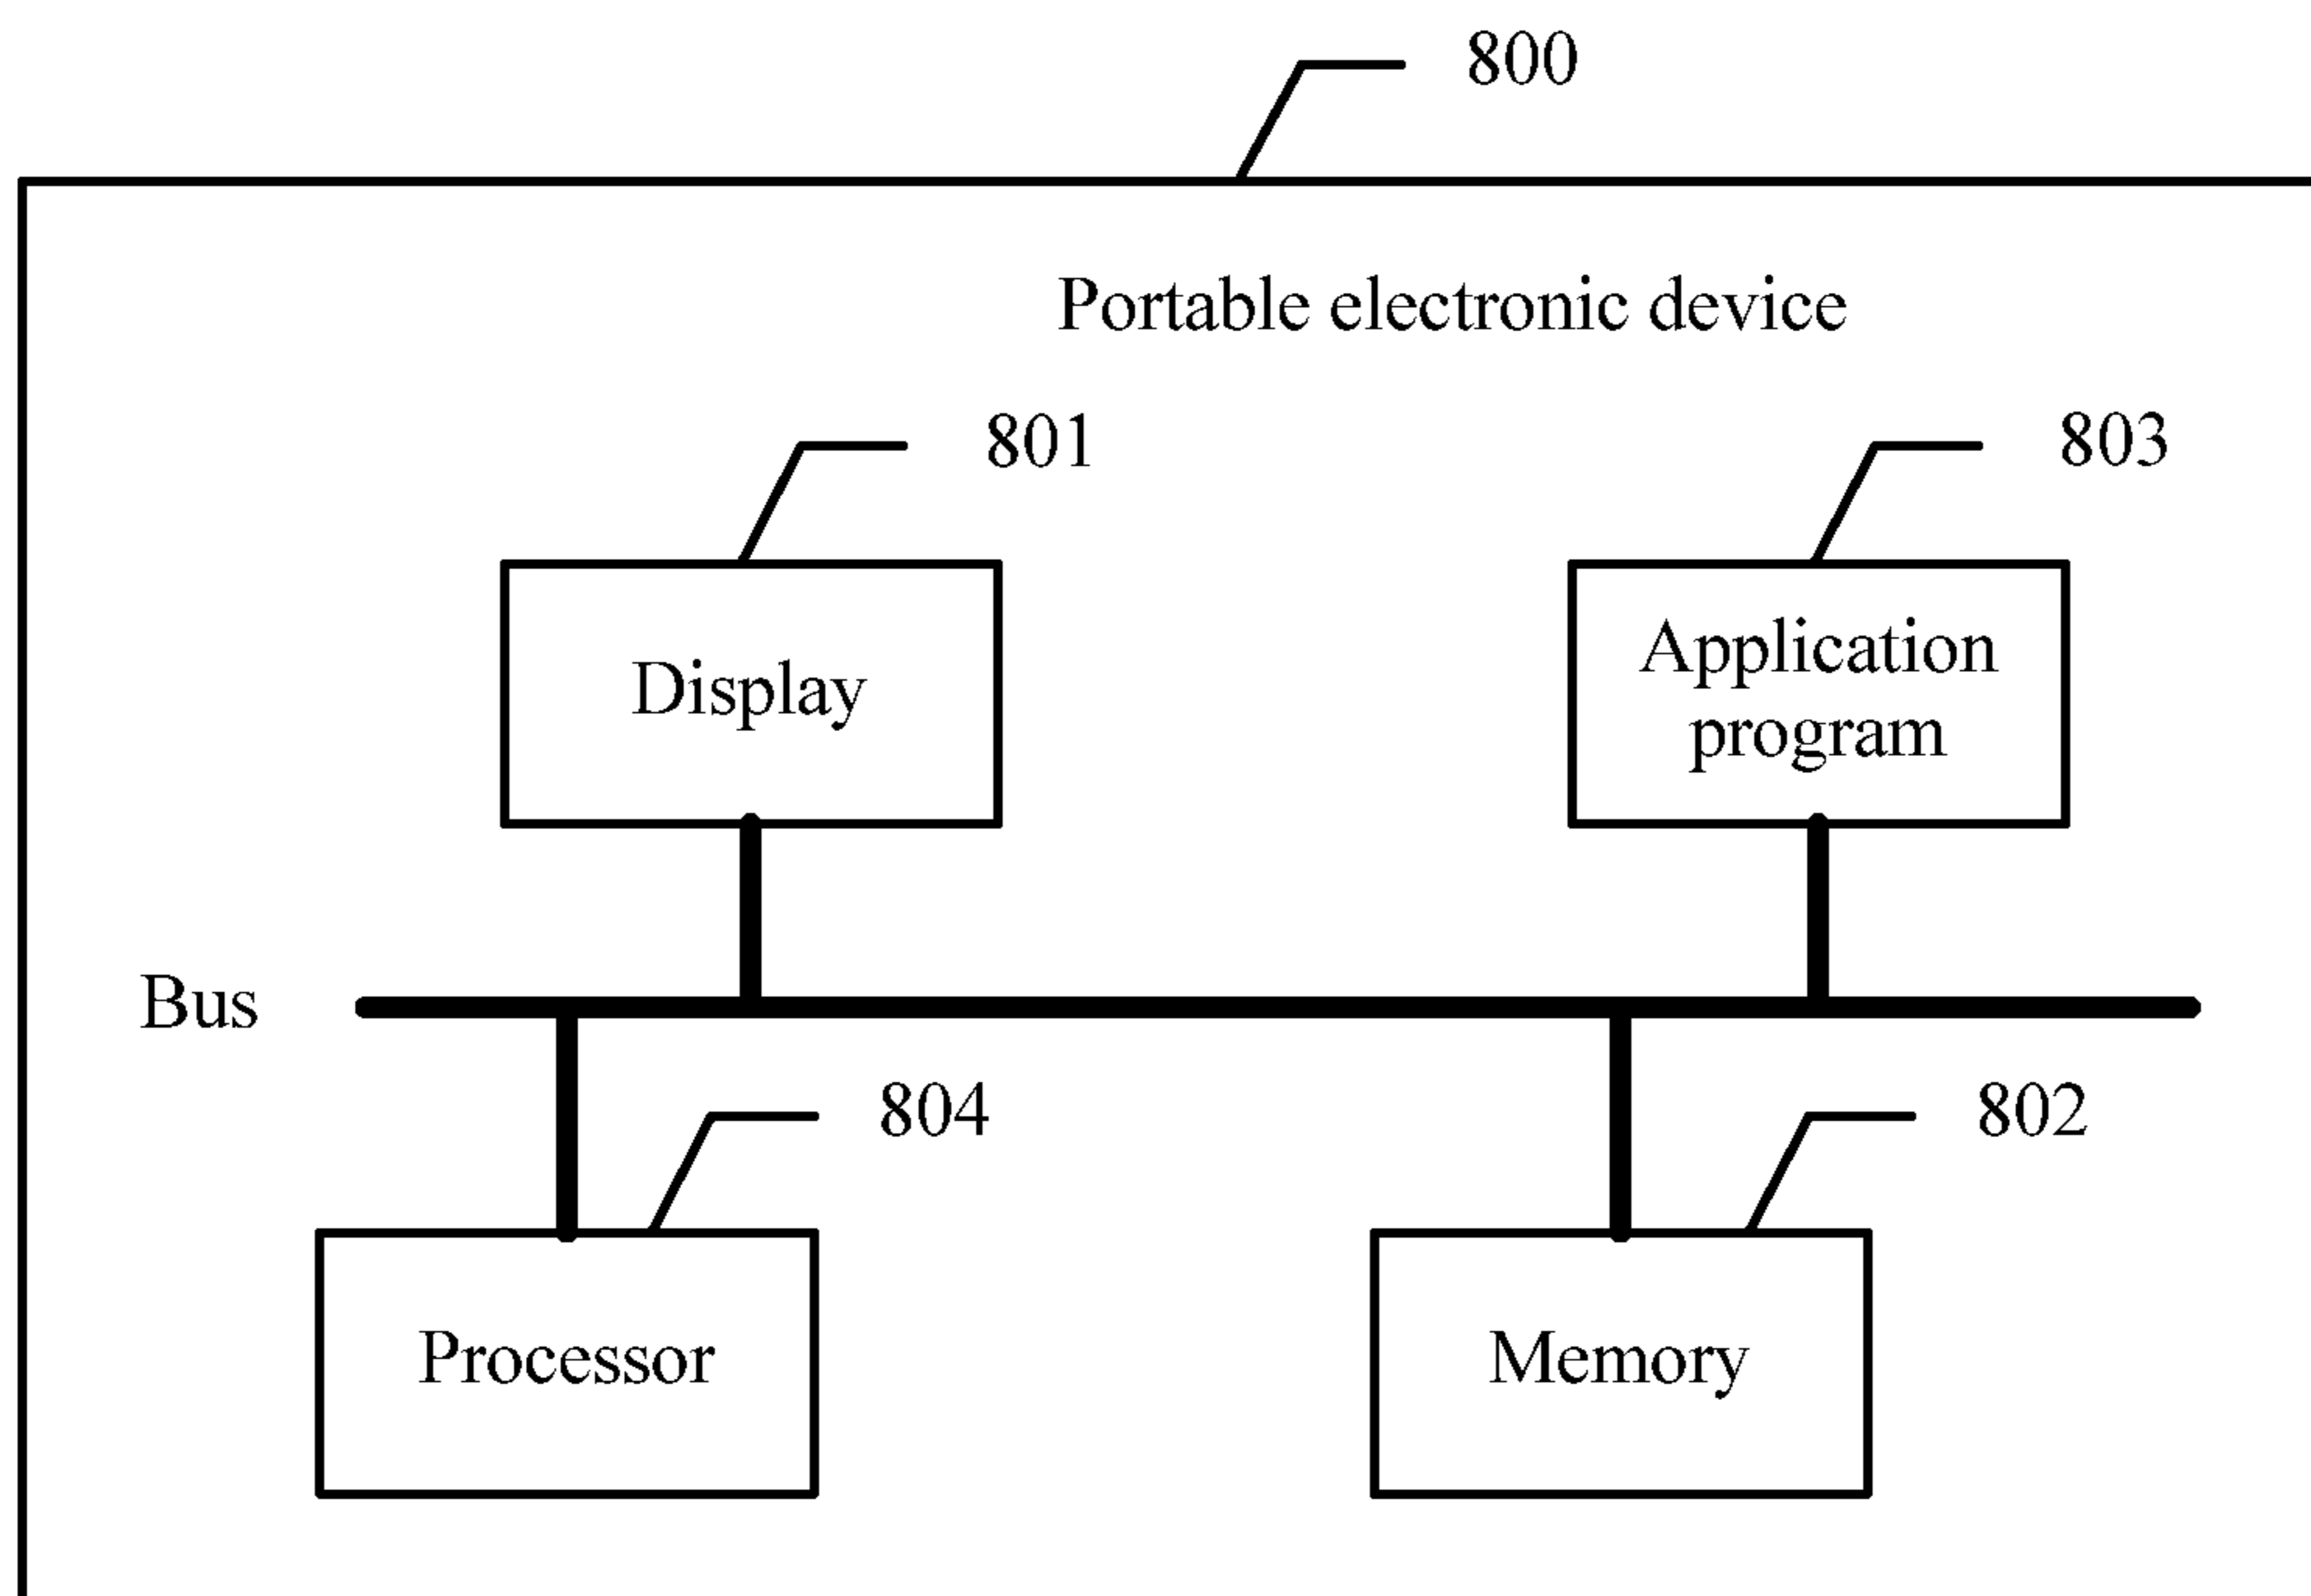 800
Portable electronic device
801
803
Display
Application
program
Bus
804
802
Processor
Memory